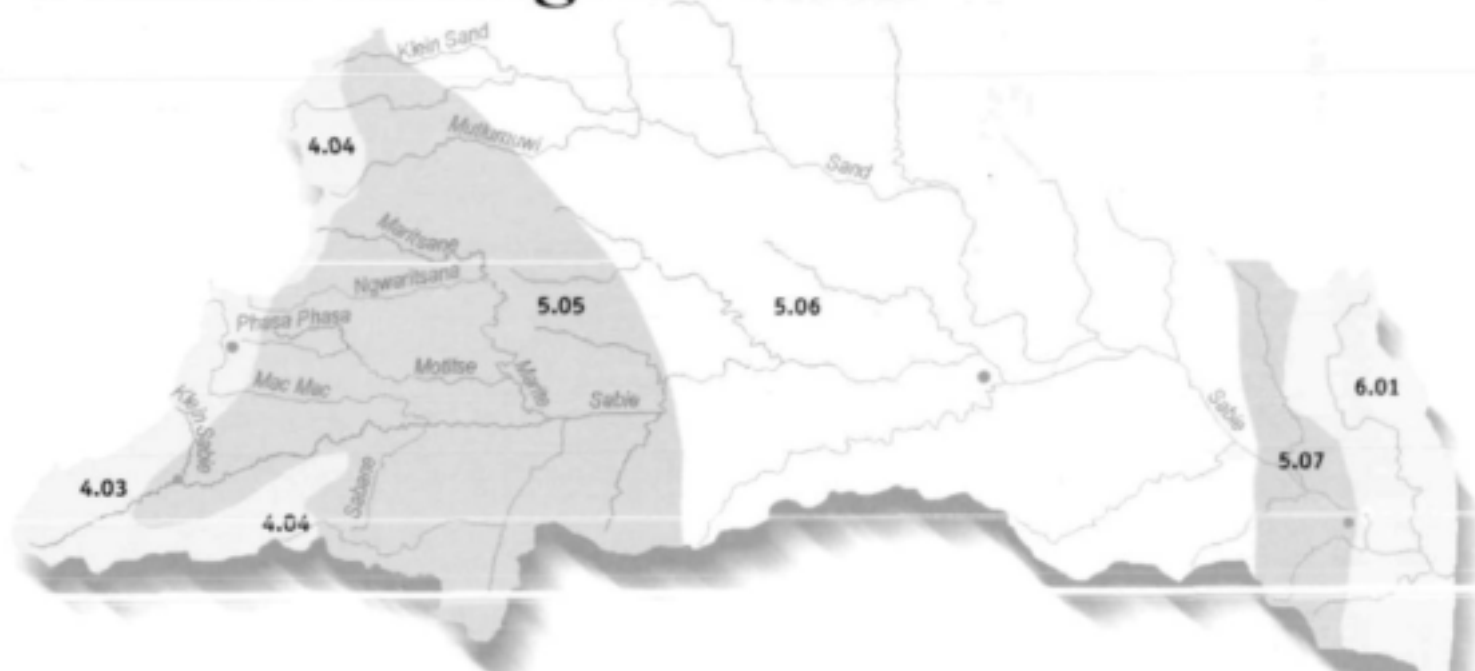 Klein Sand
4.04
Sand
Maritsane
Ngwaritsana
5.05
5.06
Phasa Phasa
Motitse
Mac Mac
Marite
Sabie
Klein Sabie
6.01
Sabie
5.07
4.03
Sabane
4.04